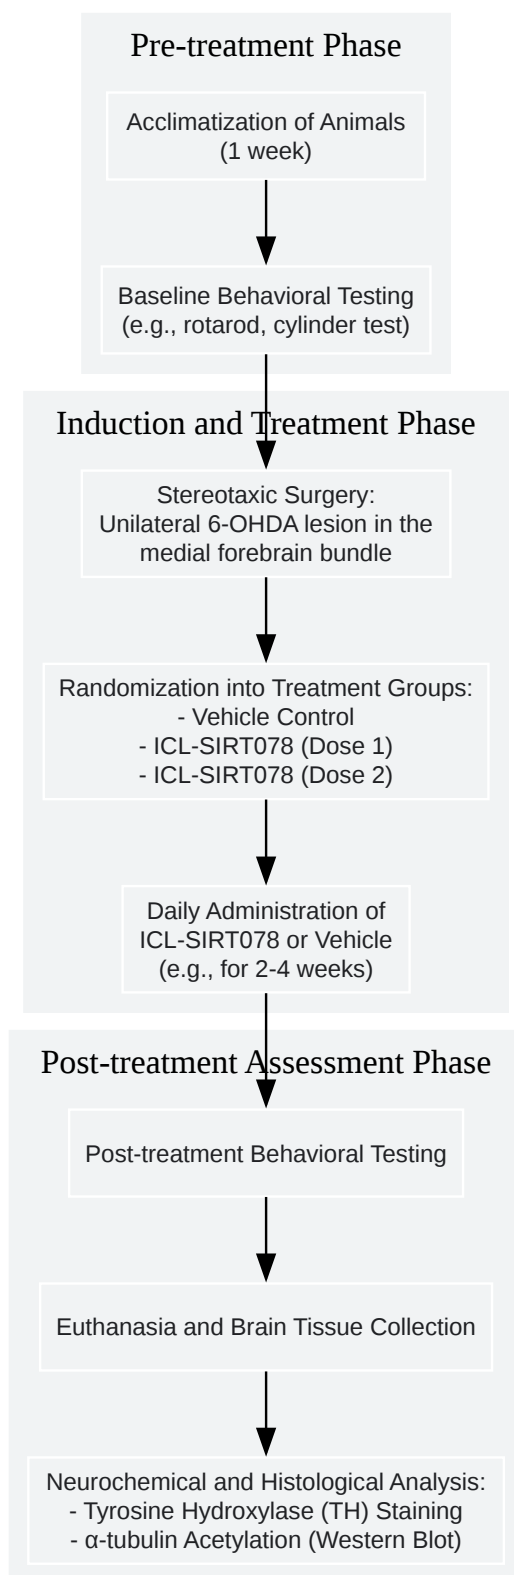 Pre-treatment Phase
Acclimatization of Animals
(1 week)
Baseline Behavioral Testing
(e.g., rotarod, cylinder test)
Induction and Treatment Phase
Stereotaxic Surgery:
Unilateral 6-OHDA lesion in the
medial forebrain bundle
Randomization into Treatment Groups:
- Vehicle Control
- ICL-SIRT078 (Dose 1)
- ICL-SIRT078 (Dose 2)
Daily Administration of
ICL-SIRT078 or Vehicle
(e.g., for 2-4 weeks)
Post-treatment Assessment Phase
Post-treatment Behavioral Testing
Euthanasia and Brain Tissue Collection
Neurochemical and Histological Analysis:
- Tyrosine Hydroxylase (TH) Staining
- α-tubulin Acetylation (Western Blot)